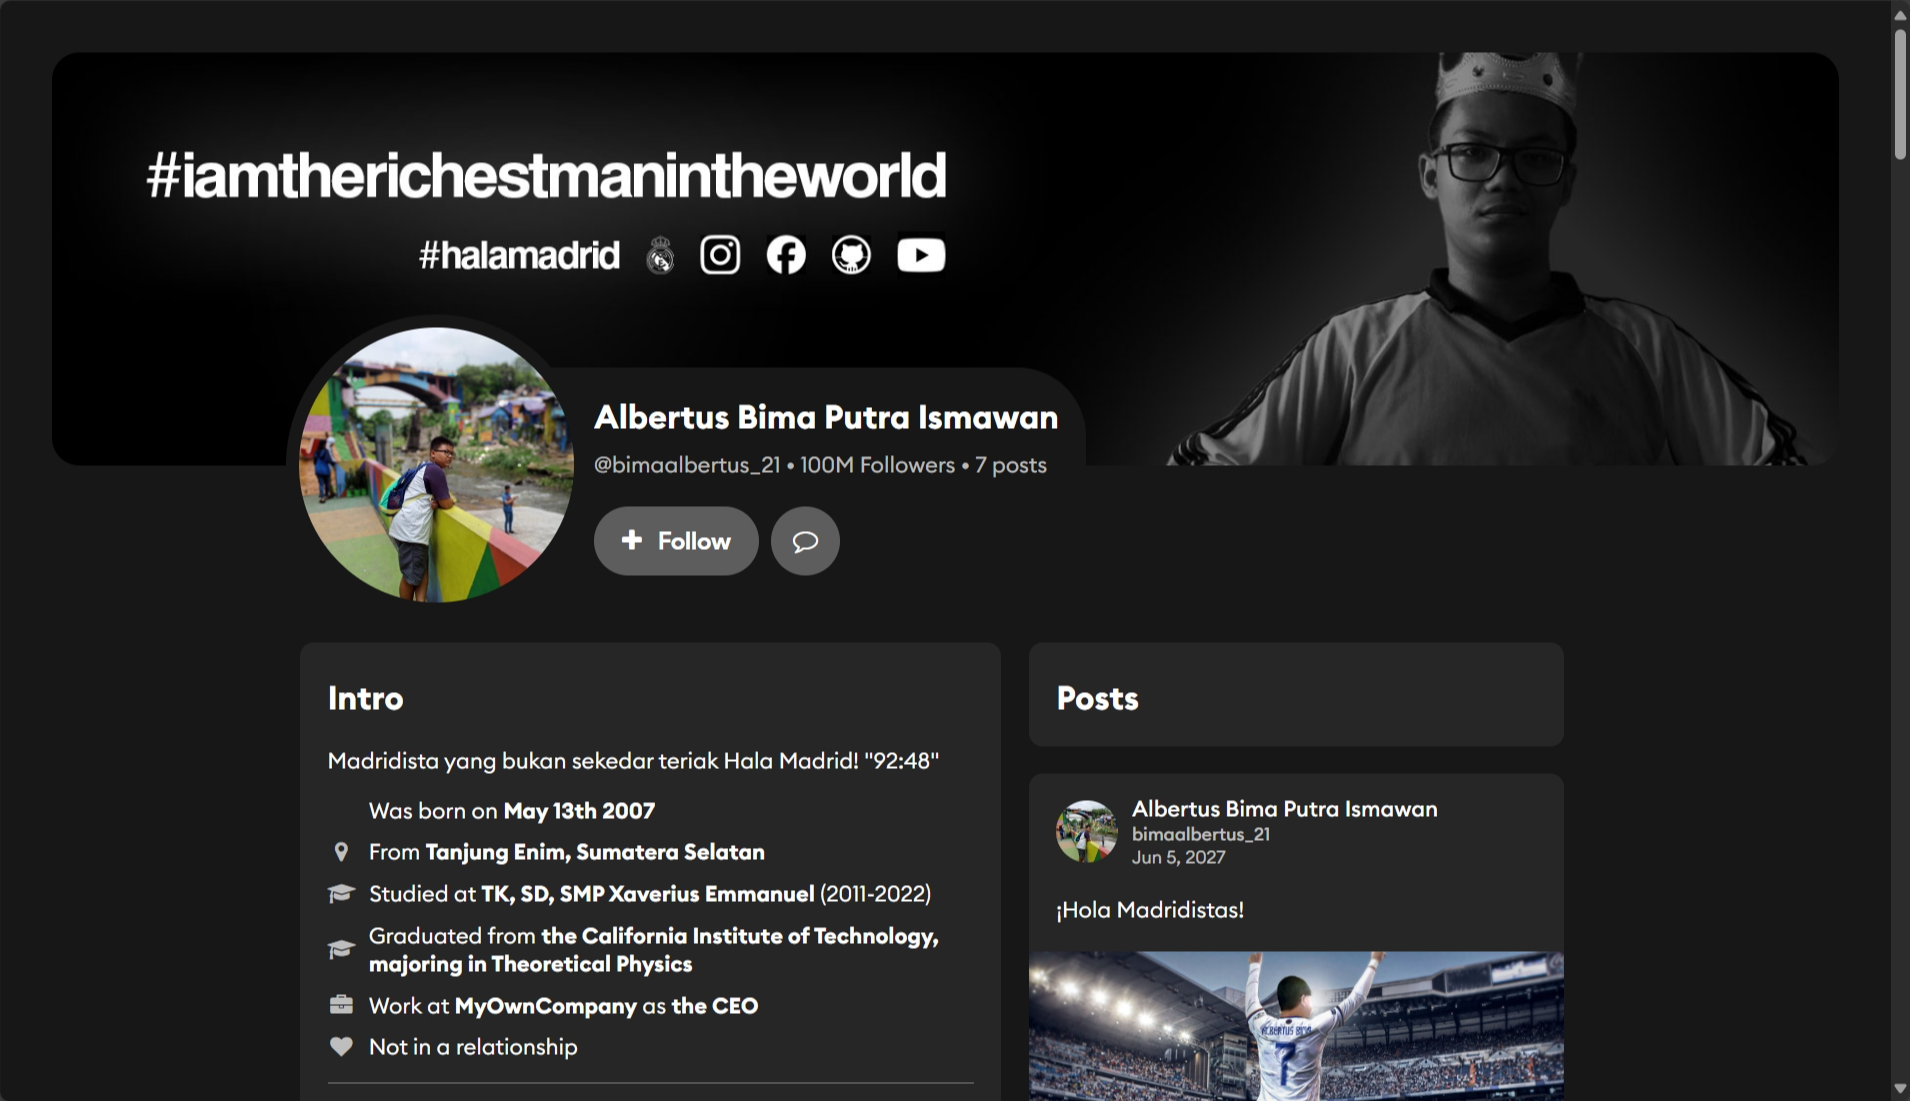 #iamtherichestmanintheworld
#halamadrid
Albertus Bima Putra Ismawan
@bimaalbertus_21 • 100M Followers • 7 posts
Follow
Intro
Madridista yang bukan sekedar teriak Hala Madrid! "92:48"
Was born on May 13th 2007
From Tanjung Enim, Sumatera Selatan
Studied at TK, SD, SMP Xaverius Emmanuel (2011-2022)
Graduated from the California Institute of Technology,
majoring in Theoretical Physics
Work at MyOwnCompany as the CEO
Not in a relationship
Posts
Albertus Bima Putra Ismawan
bimaalbertus_21
Jun 5, 2027
¡Hola Madridistas!
ALBERTUS BIMA
7